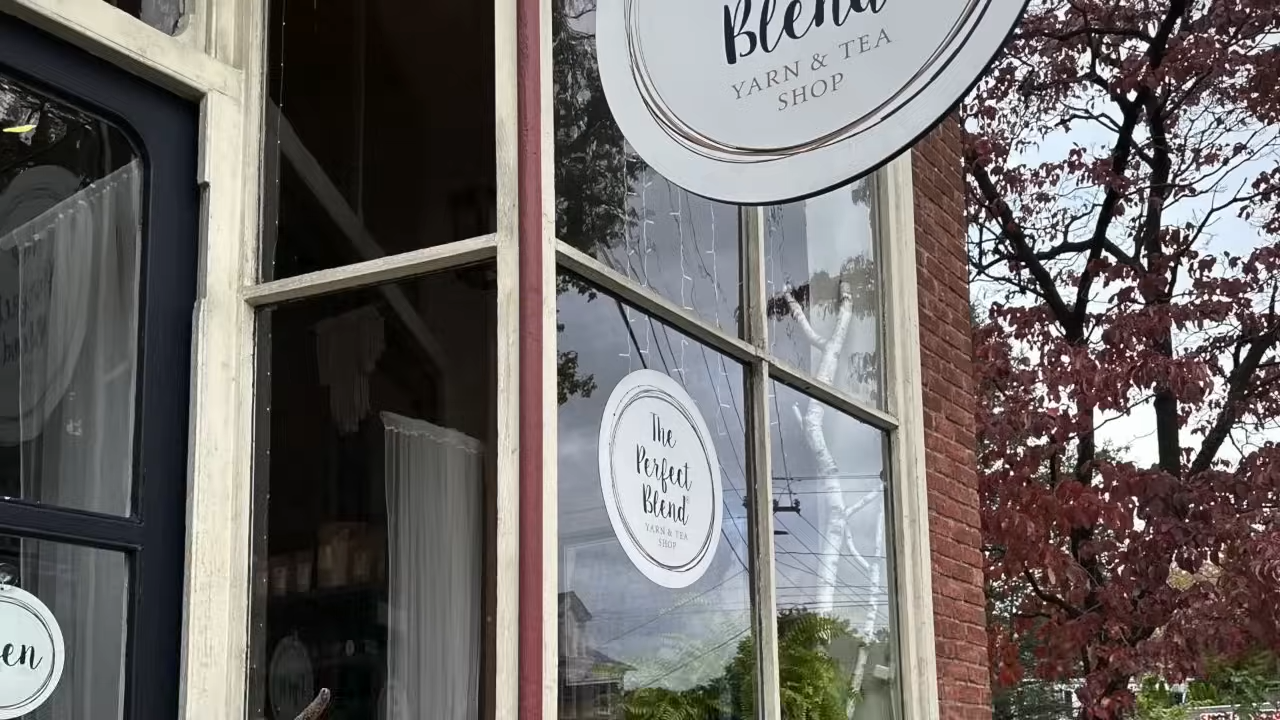 Blend
YARN & TEA
SHOP
The
Perfect
Blend
YARN & TEA
SHOP
en